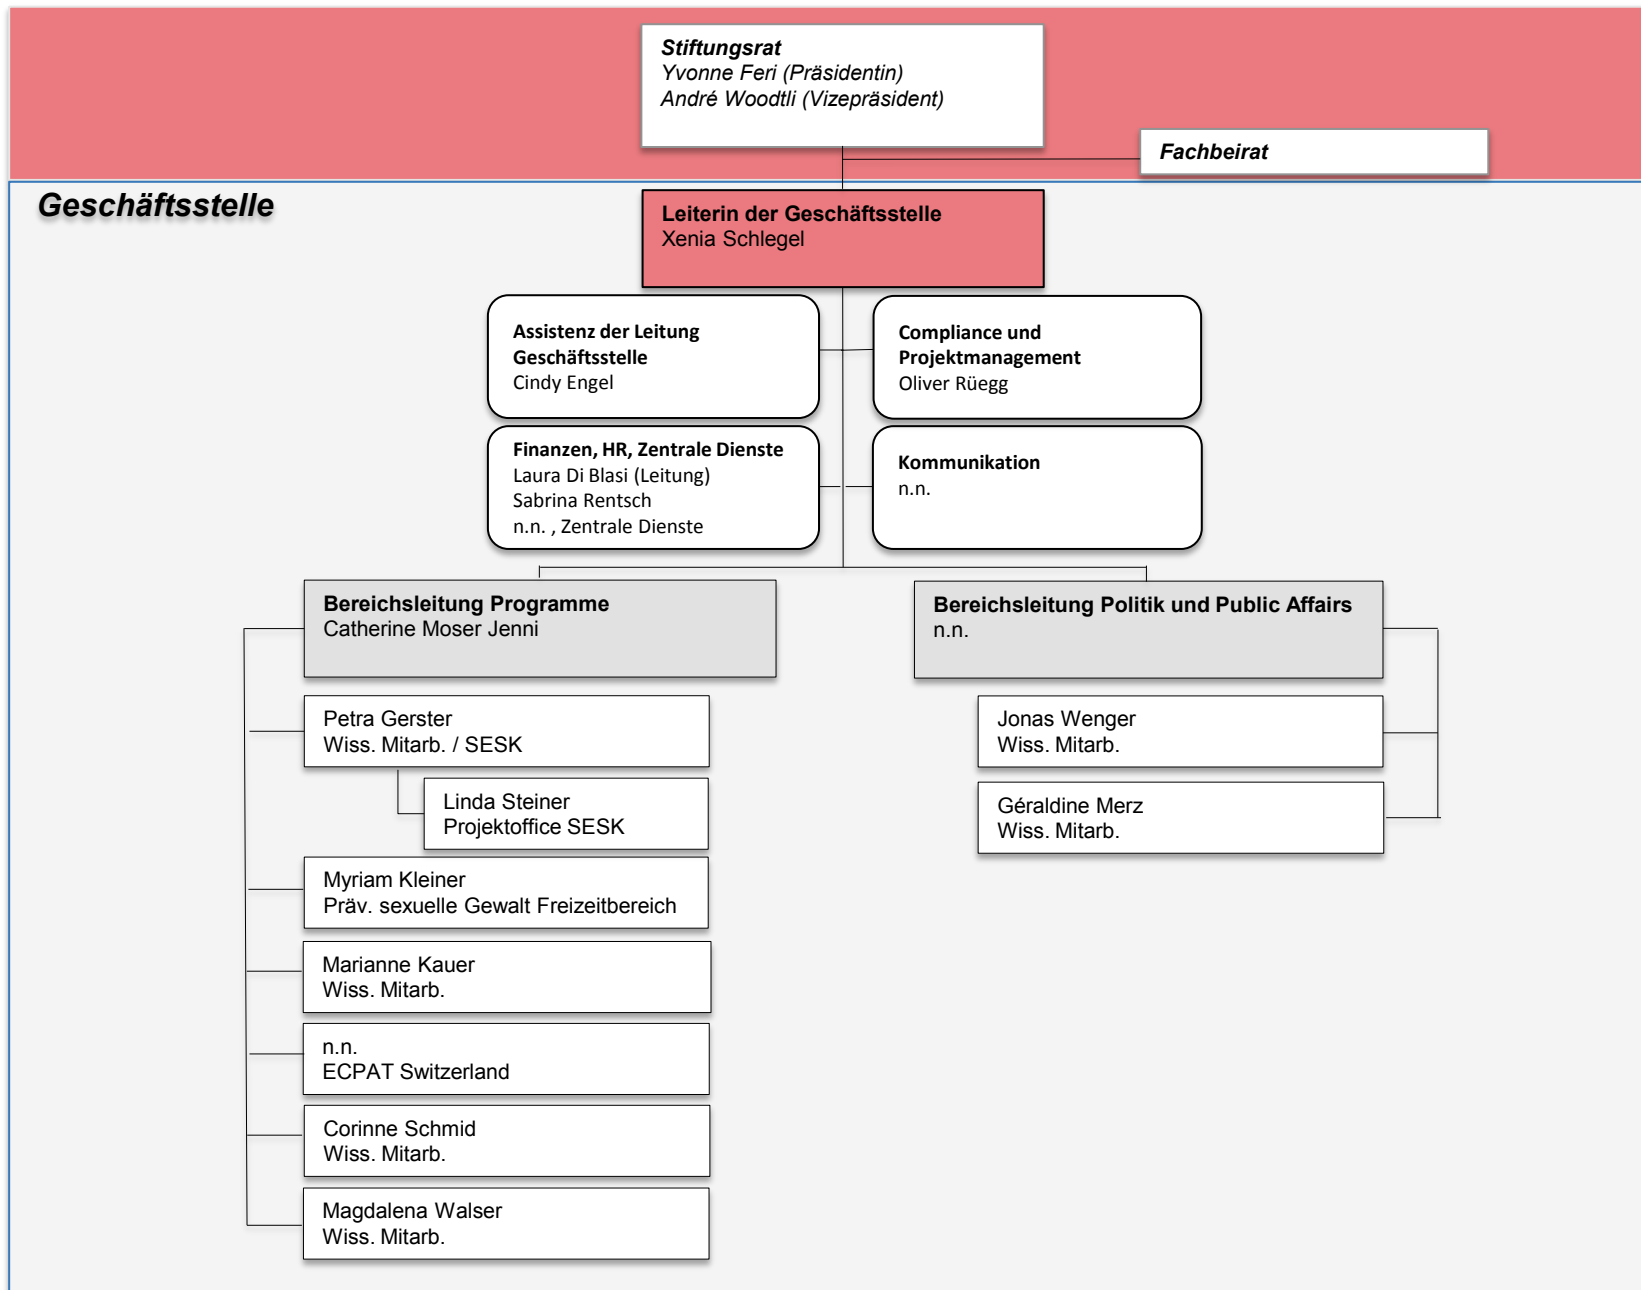 Stiftungsrat
Yvonne Feri (Präsidentin)
André Woodtli (Vizepräsident)
Fachbeirat
Geschäftsstelle
Leiterin der Geschäftsstelle
Xenia Schlegel
Assistenz der Leitung
Geschäftsstelle
Cindy Engel
Compliance und
Projektmanagement
Oliver Rüegg
Finanzen, HR, Zentrale Dienste
Laura Di Blasi (Leitung)
Sabrina Rentsch
n.n. , Zentrale Dienste
Kommunikation
n.n.
Bereichsleitung Programme
Catherine Moser Jenni
Bereichsleitung Politik und Public Affairs
n.n.
Petra Gerster
Wiss. Mitarb. / SESK
Linda Steiner
Projektoffice SESK
Myriam Kleiner
Präv. sexuelle Gewalt Freizeitbereich
Marianne Kauer
Wiss. Mitarb.
n.n.
ECPAT Switzerland
Corinne Schmid
Wiss. Mitarb.
Magdalena Walser
Wiss. Mitarb.
Jonas Wenger
Wiss. Mitarb.
Géraldine Merz
Wiss. Mitarb.